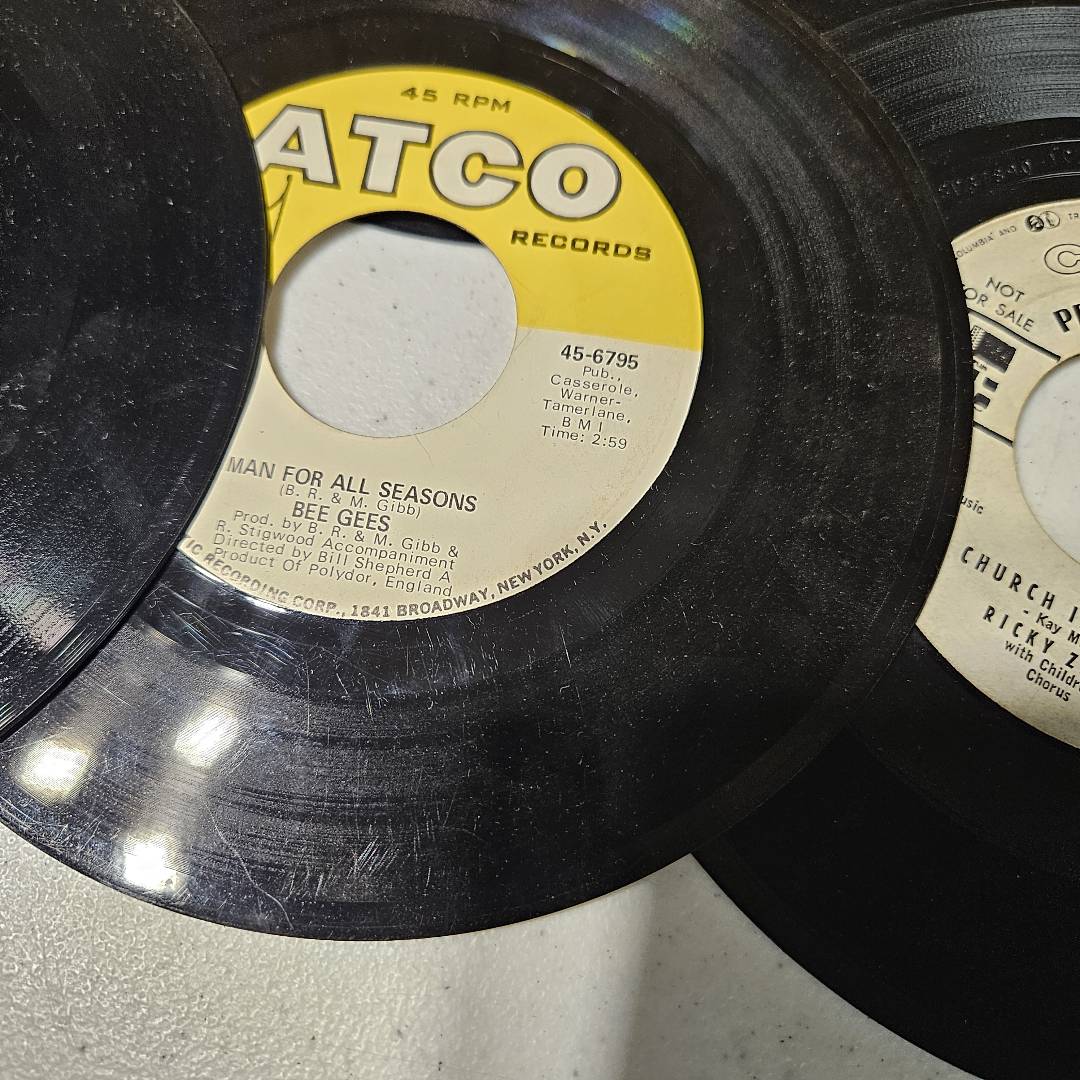 45 RPM
ATCO
RECORDS
45-6795
Pub.,
Casserole,
Warner-
Tamerlane,
BMI
Time: 2:59
MAN FOR ALL SEASONS
(B. R. & M. Gibb)
BEE GEES
Prod. by B. R. & M. Gibb &
R. Stigwood Accompaniment
Directed by Bill Shepherd A
Product Of Polydor, England
RECORDING CORP., 1841 BROADWAY, NEW YORK, N.Y.
AND
NOT
SALE
CHURCH
- Kay
RICKY
with
Chorus